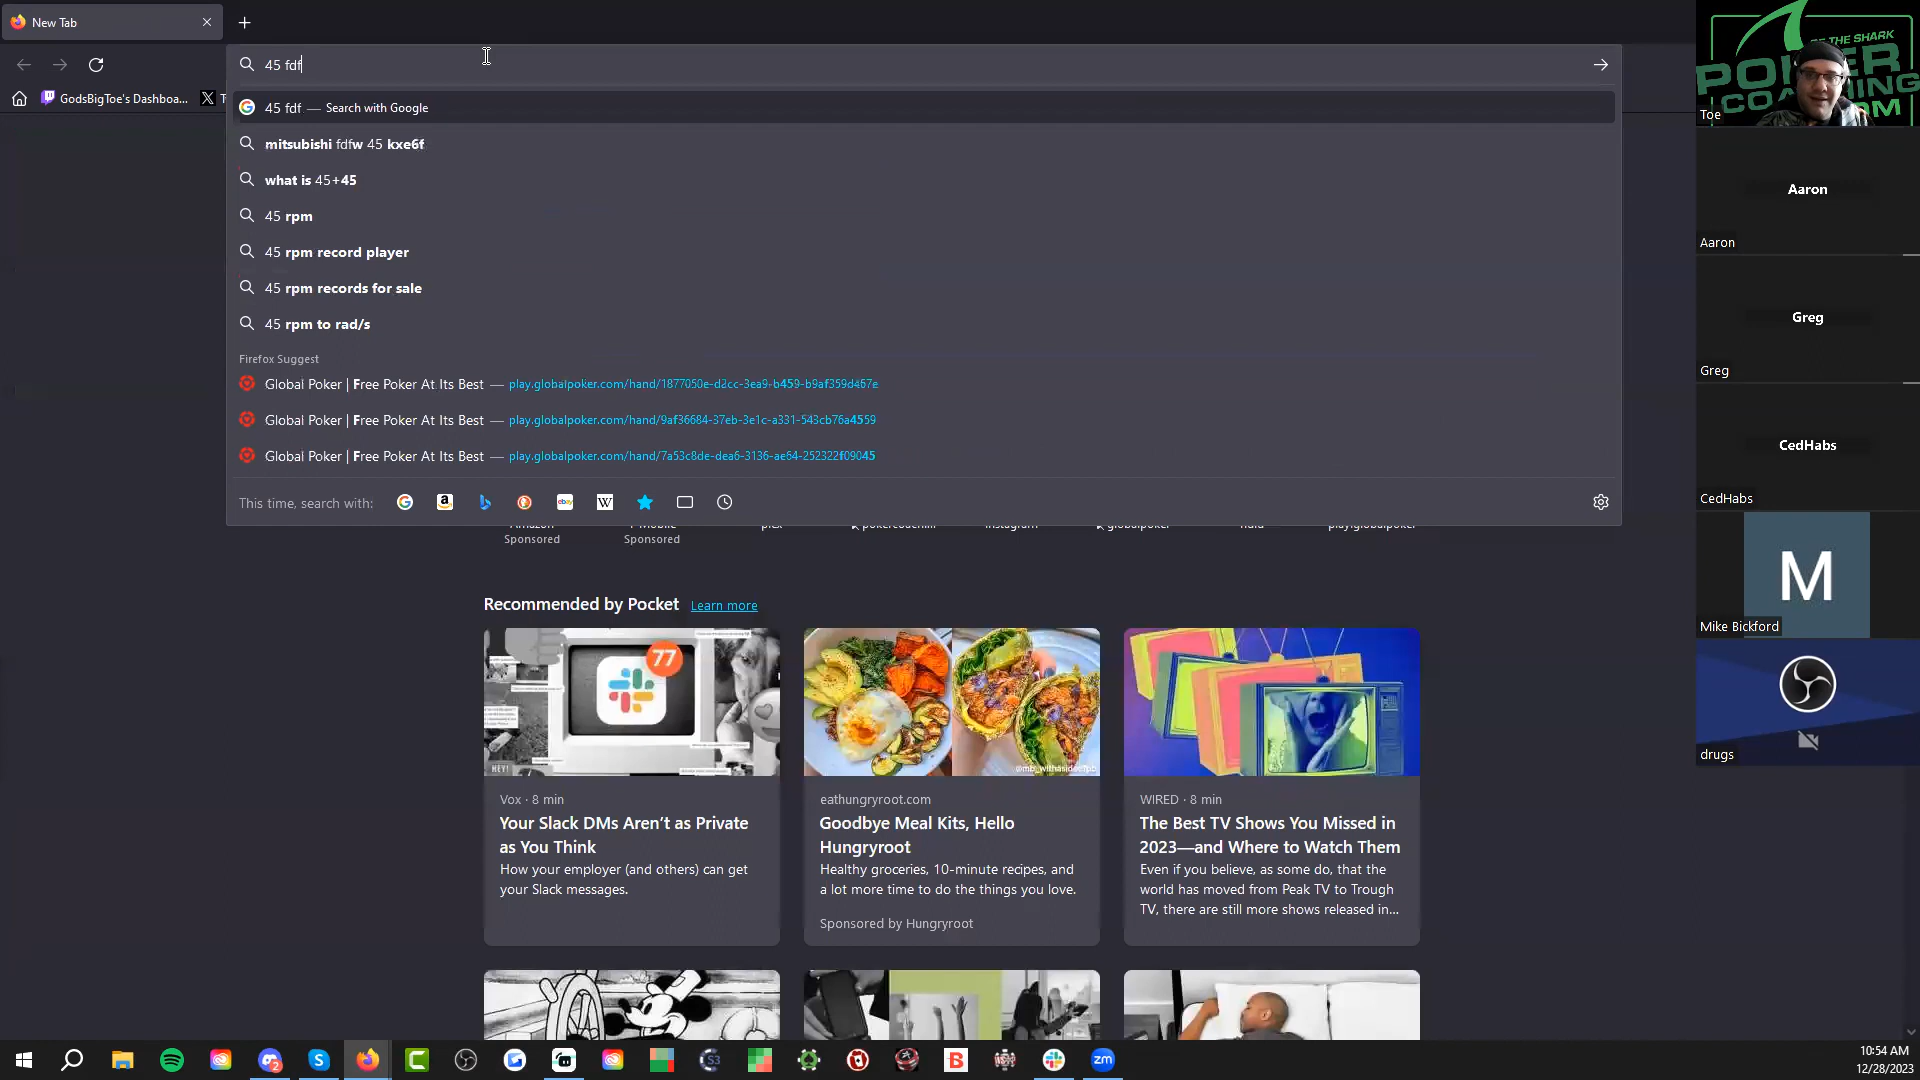 New Tab
45 fdf
GodsBigToe's Dashboa...
45 fdf — Search with Google
mitsubishi fdfw 45 kxe6f
what is 45+45
45 rpm
45 rpm record player
45 rpm records for sale
45 rpm to rad/s
Firefox Suggest
Global Poker | Free Poker At Its Best — play.globalpoker.com/hand/1877050e-d2cc-3ea9-b459-b9af359d467e
Global Poker | Free Poker At Its Best — play.globalpoker.com/hand/9af36684-37eb-3e1c-a331-543cb76a4559
Global Poker | Free Poker At Its Best — play.globalpoker.com/hand/7a53c8de-dea6-3136-ae64-252322f09045
This time, search with:
Sponsored
Sponsored
Recommended by Pocket Learn more
77
HEY!
Vox · 8 min
Your Slack DMs Aren’t as Private
as You Think
How your employer (and others) can get
your Slack messages.
eathungryroot.com
Goodbye Meal Kits, Hello
Hungryroot
Healthy groceries, 10-minute recipes, and
a lot more time to do the things you love.
Sponsored by Hungryroot
WIRED · 8 min
The Best TV Shows You Missed in
2023—and Where to Watch Them
Even if you believe, as some do, that the
world has moved from Peak TV to Trough
TV, there are still more shows released in...
THE SHARK
Toe
Aaron
Aaron
Greg
Greg
CedHabs
CedHabs
M
Mike Bickford
drugs
zm
10:54 AM
12/28/2023